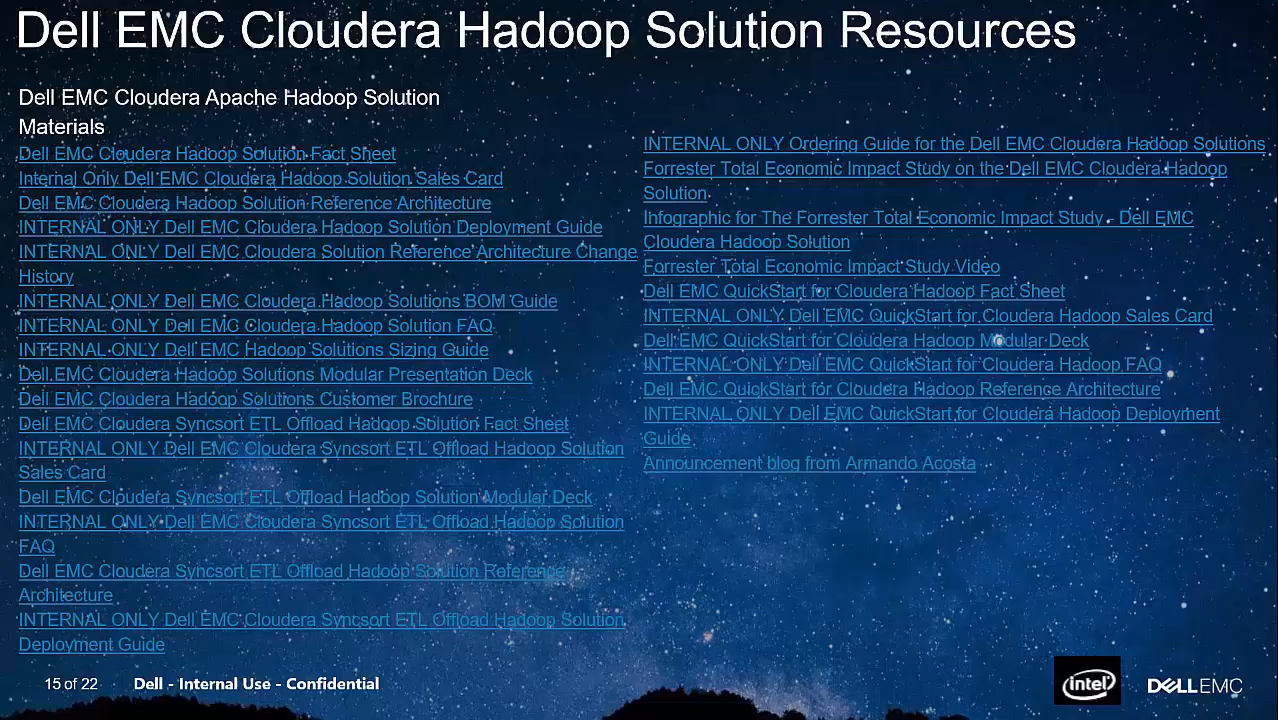 Dell EMC Cloudera Hadoop Solution Resources
Dell EMC Cloudera Apache Hadoop Solution
Materials
Dell EMC Cloudera Hadoop Solution Fact Sheet
Internal Only Dell EMC Cloudera Hadoop Solution Sales Card
Dell EMC Cloudera Hadoop Solution Reference Architecture
INTERNAL ONLY Dell EMC Cloudera Hadoop Solution Deployment Guide
INTERNAL ONLY Dell EMC Cloudera Solution Reference Architecture Change
History
INTERNAL ONLY Dell EMC Cloudera Hadoop Solutions BOM Guide
INTERNAL ONLY Dell EMC Cloudera Hadoop Solution FAQ
INTERNAL ONLY Dell EMC Hadoop Solutions Sizing Guide
Dell EMC Cloudera Hadoop Solutions Modular Presentation Deck
Dell EMC Cloudera Hadoop Solutions Customer Brochure
Dell EMC Cloudera Syncsort ETL Offload Hadoop Solution Fact Sheet
INTERNAL ONLY Dell EMC Cloudera Syncsort ETL Offload Hadoop Solution
Sales Card
Dell EMC Cloudera Syncsort ETL Offload Hadoop Solution Modular Deck
INTERNAL ONLY Dell EMC Cloudera Syncsort ETL Offload Hadoop Solution
FAQ
Dell EMC Cloudera Syncsort ETL Offload Hadoop Solution Reference
Architecture
INTERNAL ONLY Dell EMC Cloudera Syncsort ETL Offload Hadoop Solution
Deployment Guide
INTERNAL ONLY Ordering Guide for the Dell EMC Cloudera Hadoop Solutions
Forrester Total Economic Impact Study on the Dell EMC Cloudera Hadoop
Solution
Infographic for The Forrester Total Economic Impact Study - Dell EMC
Cloudera Hadoop Solution
Forrester Total Economic Impact Study Video
Dell EMC QuickStart for Cloudera Hadoop Fact Sheet
INTERNAL ONLY Dell EMC QuickStart for Cloudera Hadoop Sales Card
Dell EMC QuickStart for Cloudera Hadoop Modular Deck
INTERNAL ONLY Dell EMC QuickStart for Cloudera Hadoop FAQ
Dell EMC QuickStart for Cloudera Hadoop Reference Architecture
INTERNAL ONLY Dell EMC QuickStart for Cloudera Hadoop Deployment
Guide
Announcement blog from Armando Acosta
15 of 22 Dell - Internal Use - Confidential
intel
DELLEMC